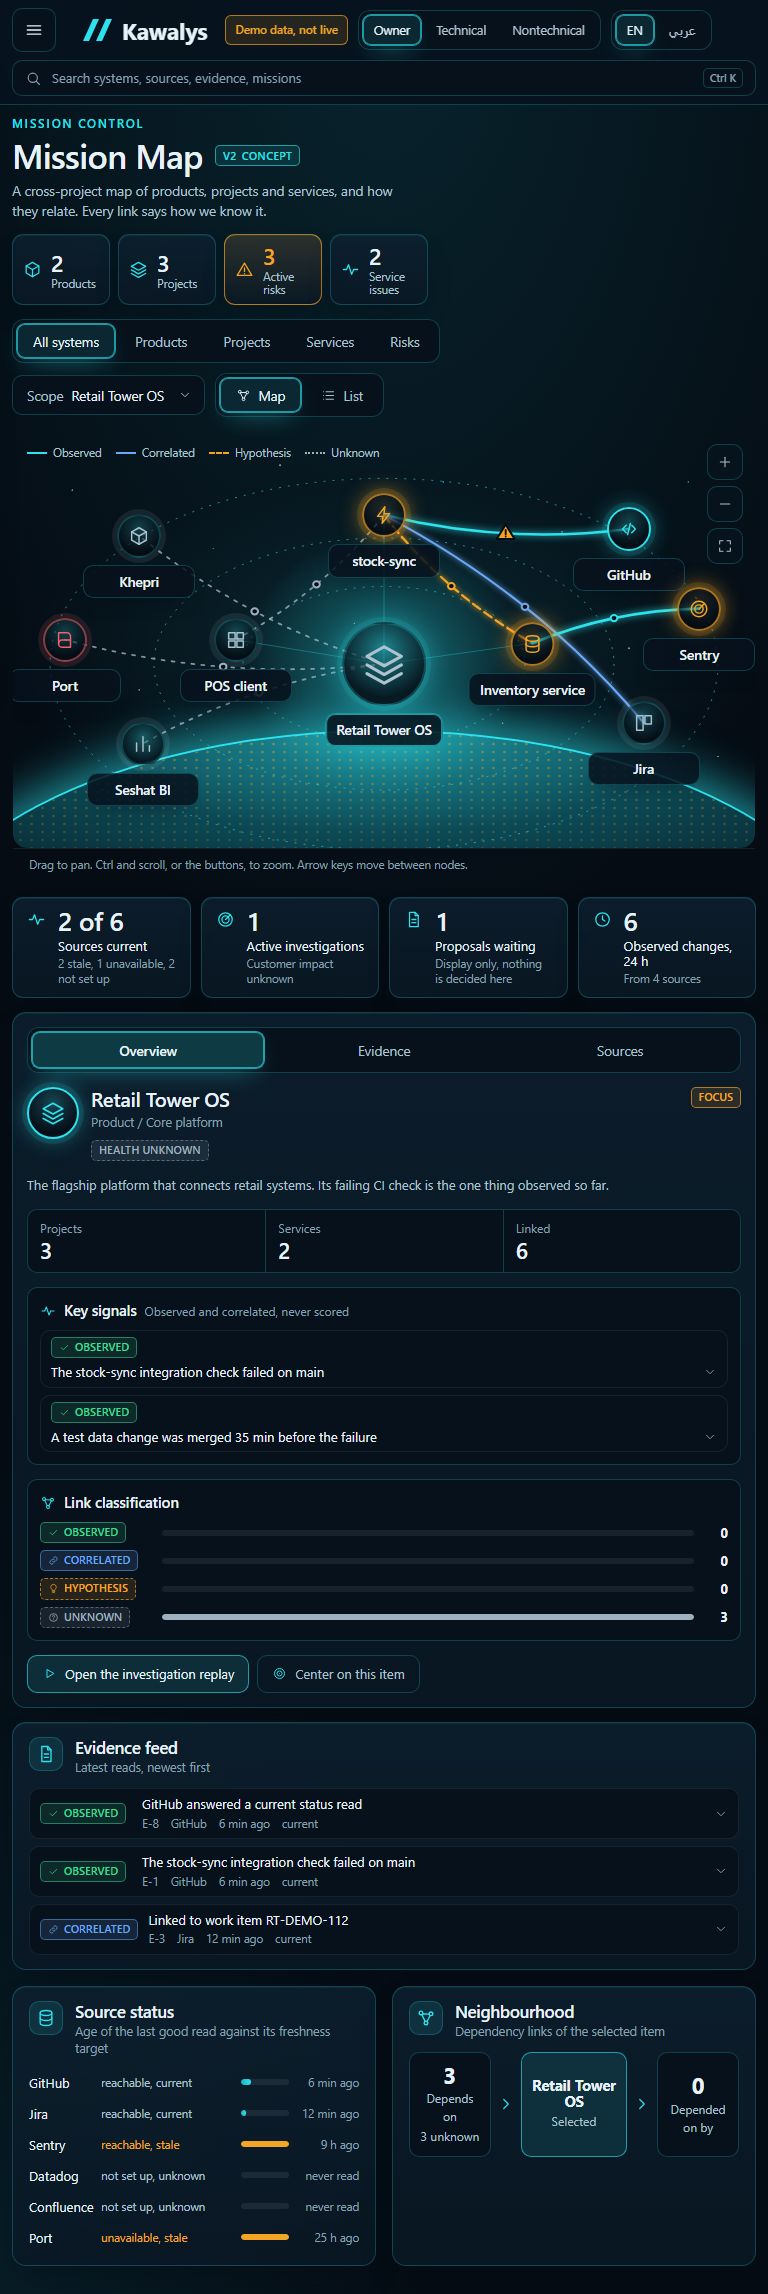 Kawalys
Demo data, not live
Owner
Technical
Nontechnical
EN
عربي
Search systems, sources, evidence, missions
Ctrl K
MISSION CONTROL
Mission Map
V2 CONCEPT
A cross-project map of products, projects and services, and how
they relate. Every link says how we know it.
2
Products
3
Projects
3
Active
risks
2
Service
issues
All systems
Products
Projects
Services
Risks
Scope Retail Tower OS
Map
List
Observed
Correlated
Hypothesis
Unknown
stock-sync
GitHub
Khepri
Sentry
Port
POS client
Inventory service
Retail Tower OS
Jira
Seshat BI
Drag to pan. Ctrl and scroll, or the buttons, to zoom. Arrow keys move between nodes.
2 of 6
Sources current
2 stale, 1 unavailable, 2
not set up
1
Active investigations
Customer impact
unknown
1
Proposals waiting
Display only, nothing
is decided here
6
Observed changes,
24 h
From 4 sources
Overview
Evidence
Sources
Retail Tower OS
Product / Core platform
HEALTH UNKNOWN
FOCUS
The flagship platform that connects retail systems. Its failing CI check is the one thing observed so far.
Projects
3
Services
2
Linked
6
Key signals Observed and correlated, never scored
OBSERVED
The stock-sync integration check failed on main
OBSERVED
A test data change was merged 35 min before the failure
Link classification
OBSERVED 0
CORRELATED 0
HYPOTHESIS 0
UNKNOWN 3
Open the investigation replay
Center on this item
Evidence feed
Latest reads, newest first
OBSERVED
GitHub answered a current status read
E-8 GitHub 6 min ago current
OBSERVED
The stock-sync integration check failed on main
E-1 GitHub 6 min ago current
CORRELATED
Linked to work item RT-DEMO-112
E-3 Jira 12 min ago current
Source status
Age of the last good read against its freshness
target
GitHub reachable, current 6 min ago
Jira reachable, current 12 min ago
Sentry reachable, stale 9 h ago
Datadog not set up, unknown never read
Confluence not set up, unknown never read
Port unavailable, stale 25 h ago
Neighbourhood
Dependency links of the selected item
3
Depends
on
3 unknown
Retail Tower
OS
Selected
0
Depended
on by